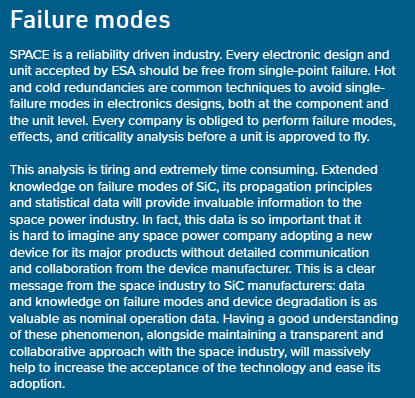 Failure modes
SPACE is a reliability driven industry. Every electronic design and
unit accepted by ESA should be free from single-point failure. Hot
and cold redundancies are common techniques to avoid single-
failure modes in electronics designs, both at the component and
the unit level. Every company is obliged to perform failure modes,
effects, and criticality analysis before a unit is approved to fly.
This analysis is tiring and extremely time consuming. Extended
knowledge on failure modes of SiC, its propagation principles
and statistical data will provide invaluable information to the
space power industry. In fact, this data is so important that it
is hard to imagine any space power company adopting a new
device for its major products without detailed communication
and collaboration from the device manufacturer. This is a clear
message from the space industry to SiC manufacturers: data
and knowledge on failure modes and device degradation is as
valuable as nominal operation data. Having a good understanding
of these phenomenon, alongside maintaining a transparent and
collaborative approach with the space industry, will massively
help to increase the acceptance of the technology and ease its
adoption.